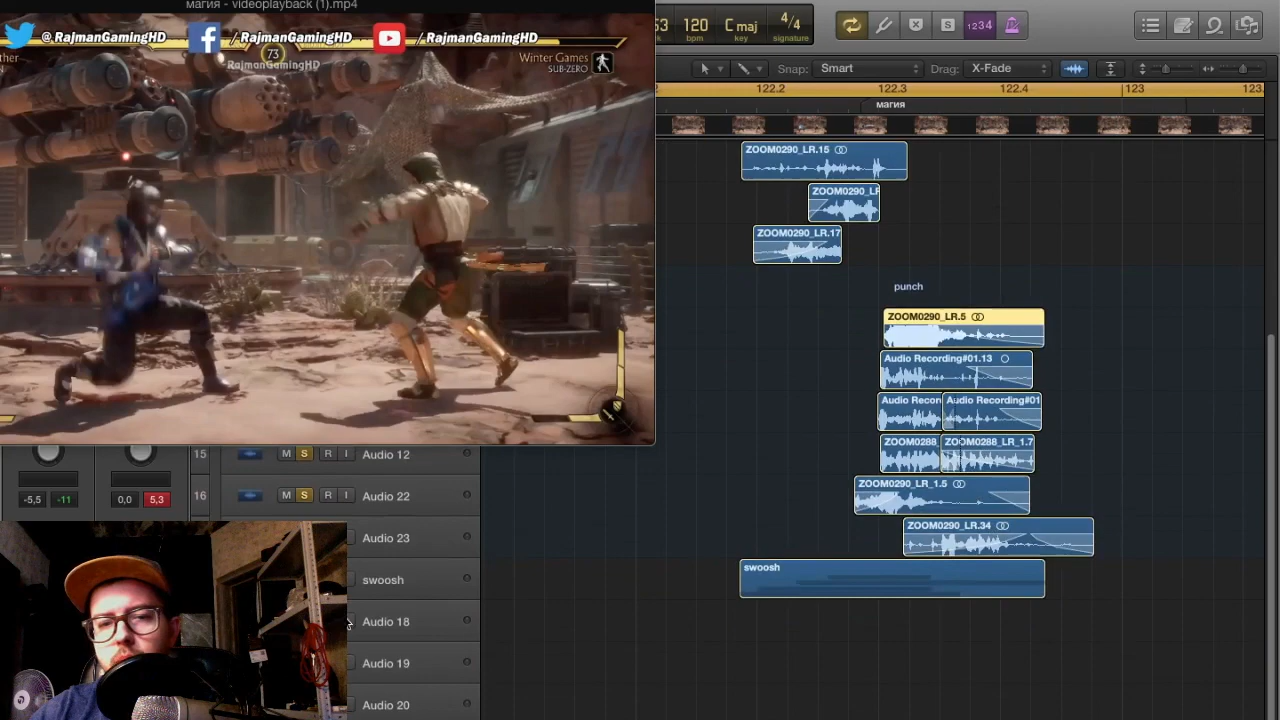 магия - videoplayback (1).mp4
@RajmanGamingHD
/RajmanGamingHD
/RajmanGamingHD
73
RajmanGamingHD
Winter Games
SUB-ZERO
120
bpm
C maj
key
4/4
signature
S
1234
Snap: Smart
Drag: X-Fade
122.2
122.3
122.4
123
магия
ZOOM0290_LR.15
ZOOM0290_LR
ZOOM0290_LR.17
punch
ZOOM0290_LR.5
Audio Recording#01.13
Audio Recor
Audio Recording#01
ZOOM0288_
ZOOM0288_LR_1.7
ZOOM0290_LR_1.5
ZOOM0290_LR.34
swoosh
15
M S R I
Audio 12
-5,5
-11
0,0
5,3
16
M S R I
Audio 22
Audio 23
swoosh
Audio 18
Audio 19
Audio 20